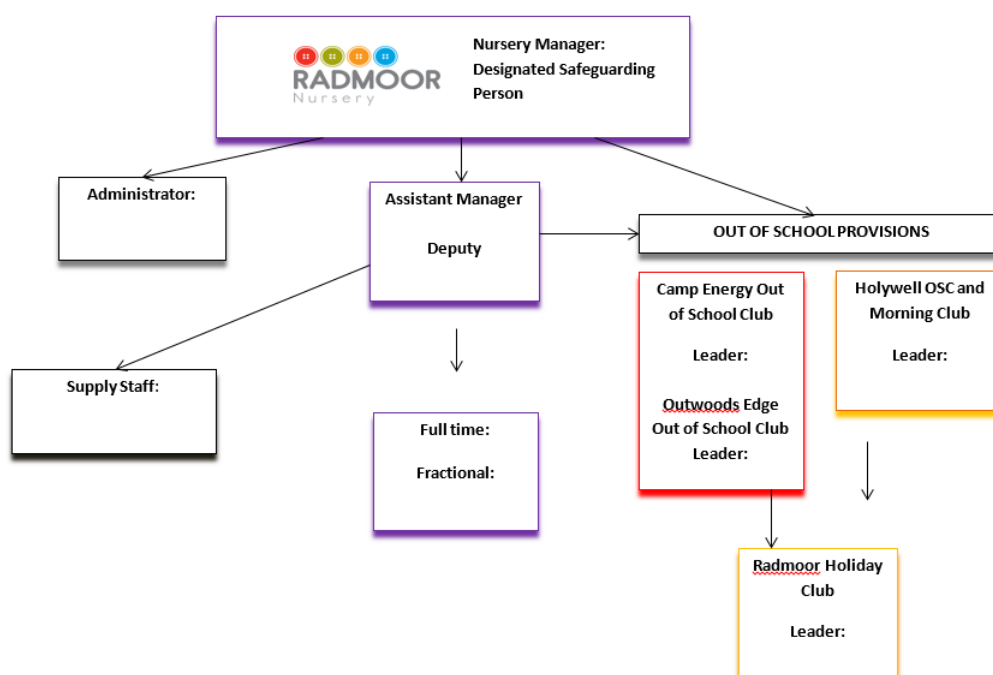 RADMOOR
Nursery
Nursery Manager:
Designated Safeguarding
Person
Administrator:
Assistant Manager
Deputy
OUT OF SCHOOL PROVISIONS
Camp Energy Out
of School Club
Leader:
Outwoods Edge
Out of School Club
Leader:
Holywell OSC and
Morning Club
Leader:
Supply Staff:
Full time:
Fractional:
Radmoor Holiday
Club
Leader: